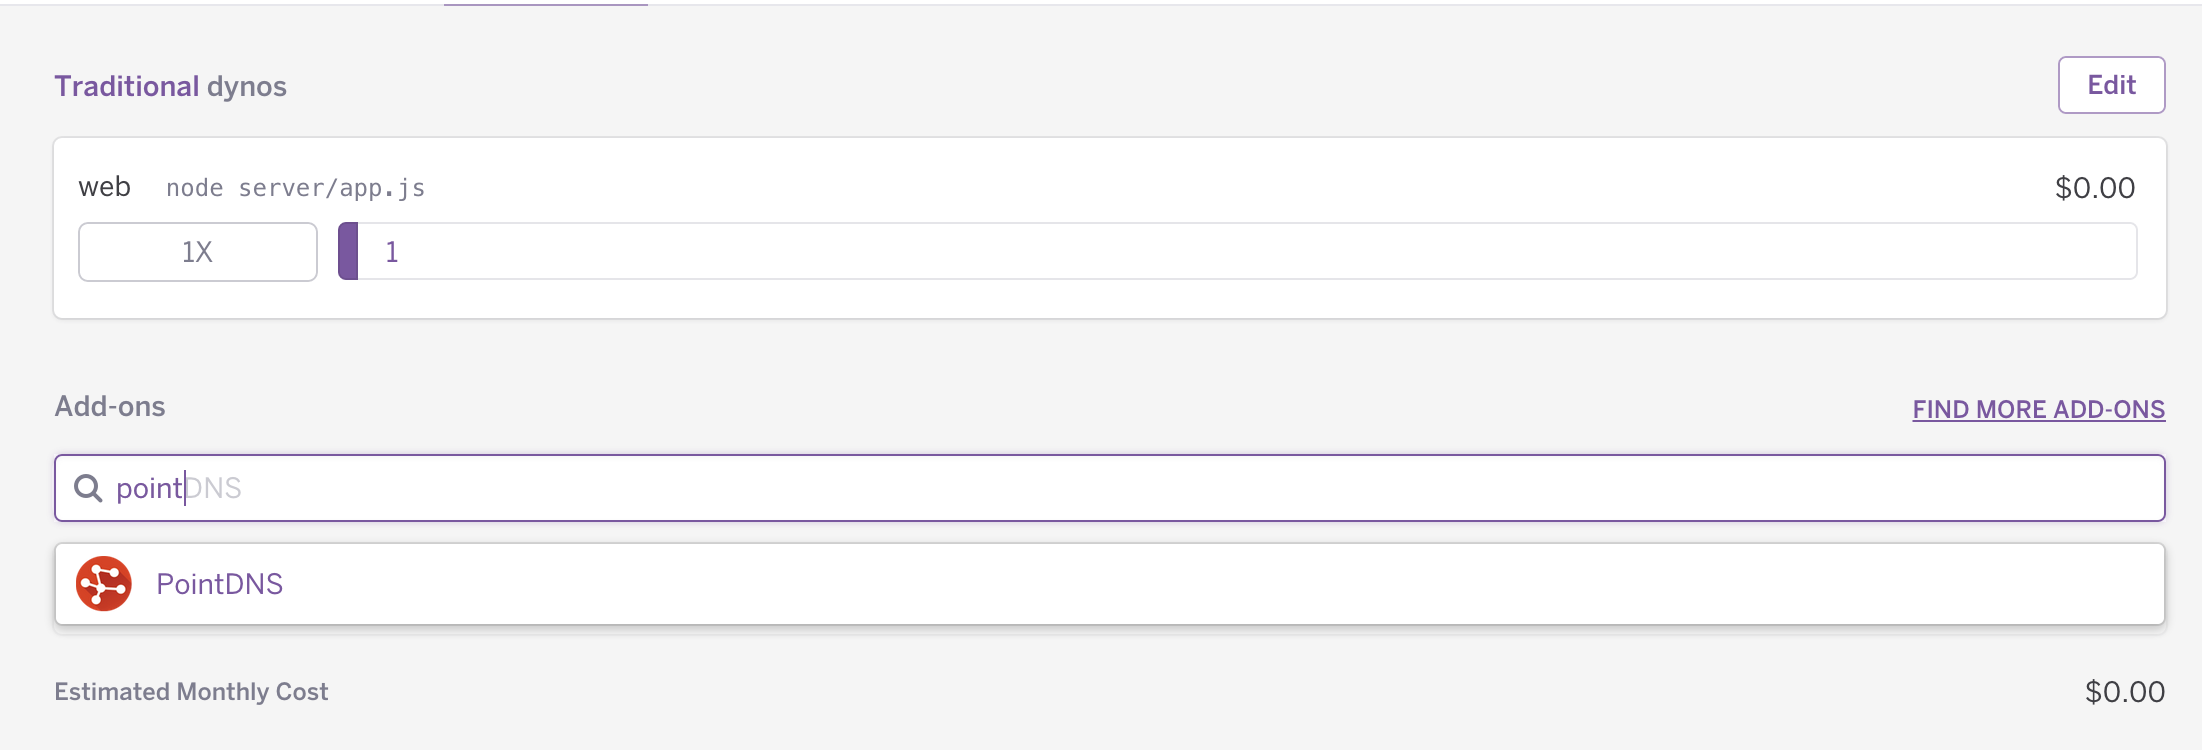 Traditional dynos
Edit
web node server/app.js $0.00
1X 1
Add-ons
FIND MORE ADD-ONS
pointDNS
PointDNS
Estimated Monthly Cost $0.00